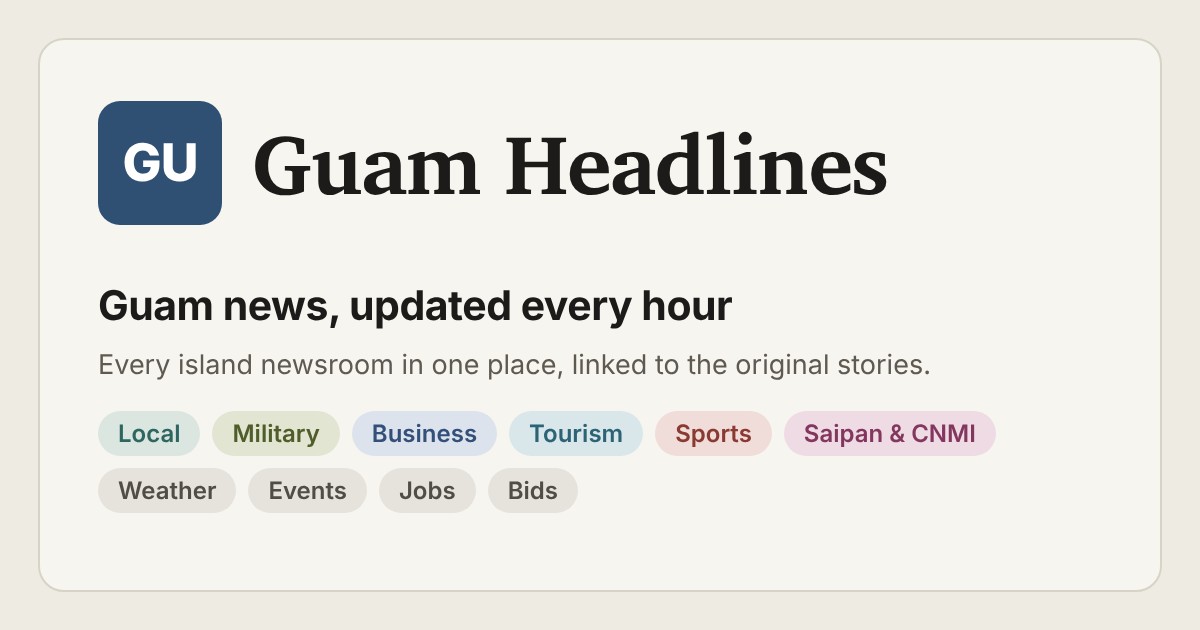 GU
Guam Headlines
Guam news, updated every hour
Every island newsroom in one place, linked to the original stories.
Local Military Business Tourism Sports Saipan & CNMI
Weather Events Jobs Bids